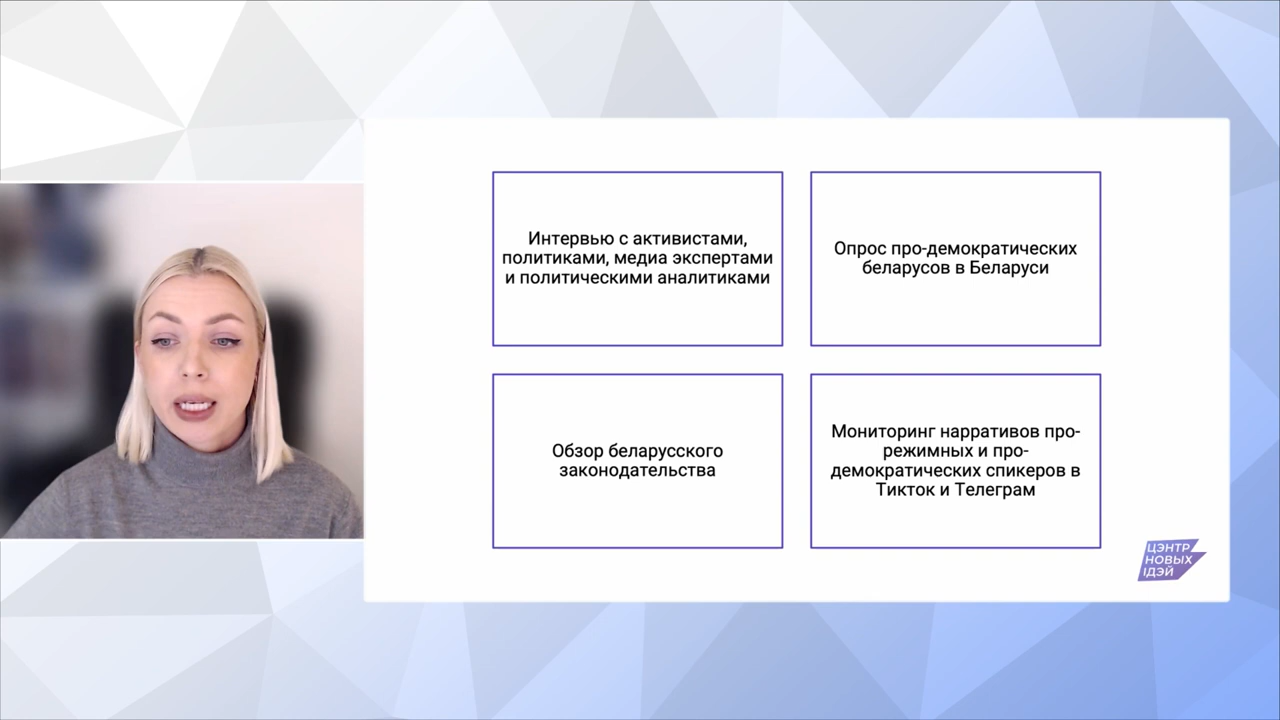 Интервью с активистами,
политиками, медиа экспертами
и политическими аналитиками
Опрос про-демократических
беларусов в Беларуси
Обзор беларусского
законодательства
Мониторинг нарративов про-
режимных и про-
демократических спикеров в
Тикток и Телеграм
ЦЭНТР
НОВЫХ
ІДЭЙ